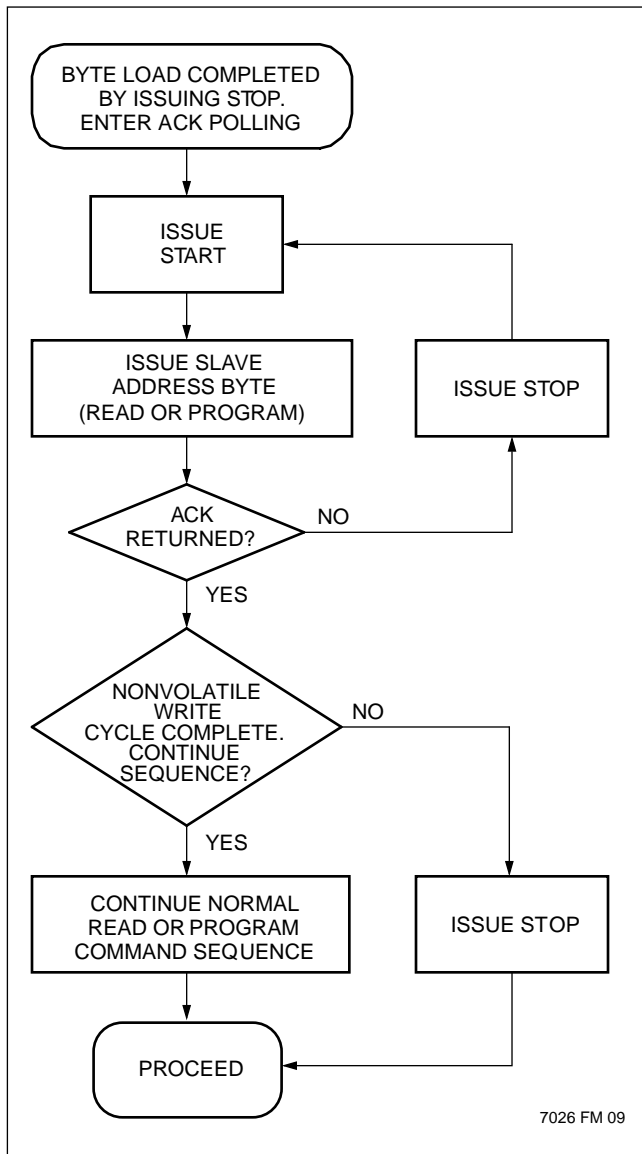 BYTE LOAD COMPLETED
BY ISSUING STOP.
ENTER ACK POLLING
ISSUE
START
ISSUE SLAVE
ADDRESS BYTE
(READ OR PROGRAM)
ISSUE STOP
ACK
RETURNED?
NO
YES
NONVOLATILE
WRITE
CYCLE COMPLETE.
CONTINUE
SEQUENCE?
NO
YES
CONTINUE NORMAL
READ OR PROGRAM
COMMAND SEQUENCE
ISSUE STOP
PROCEED
7026 FM 09